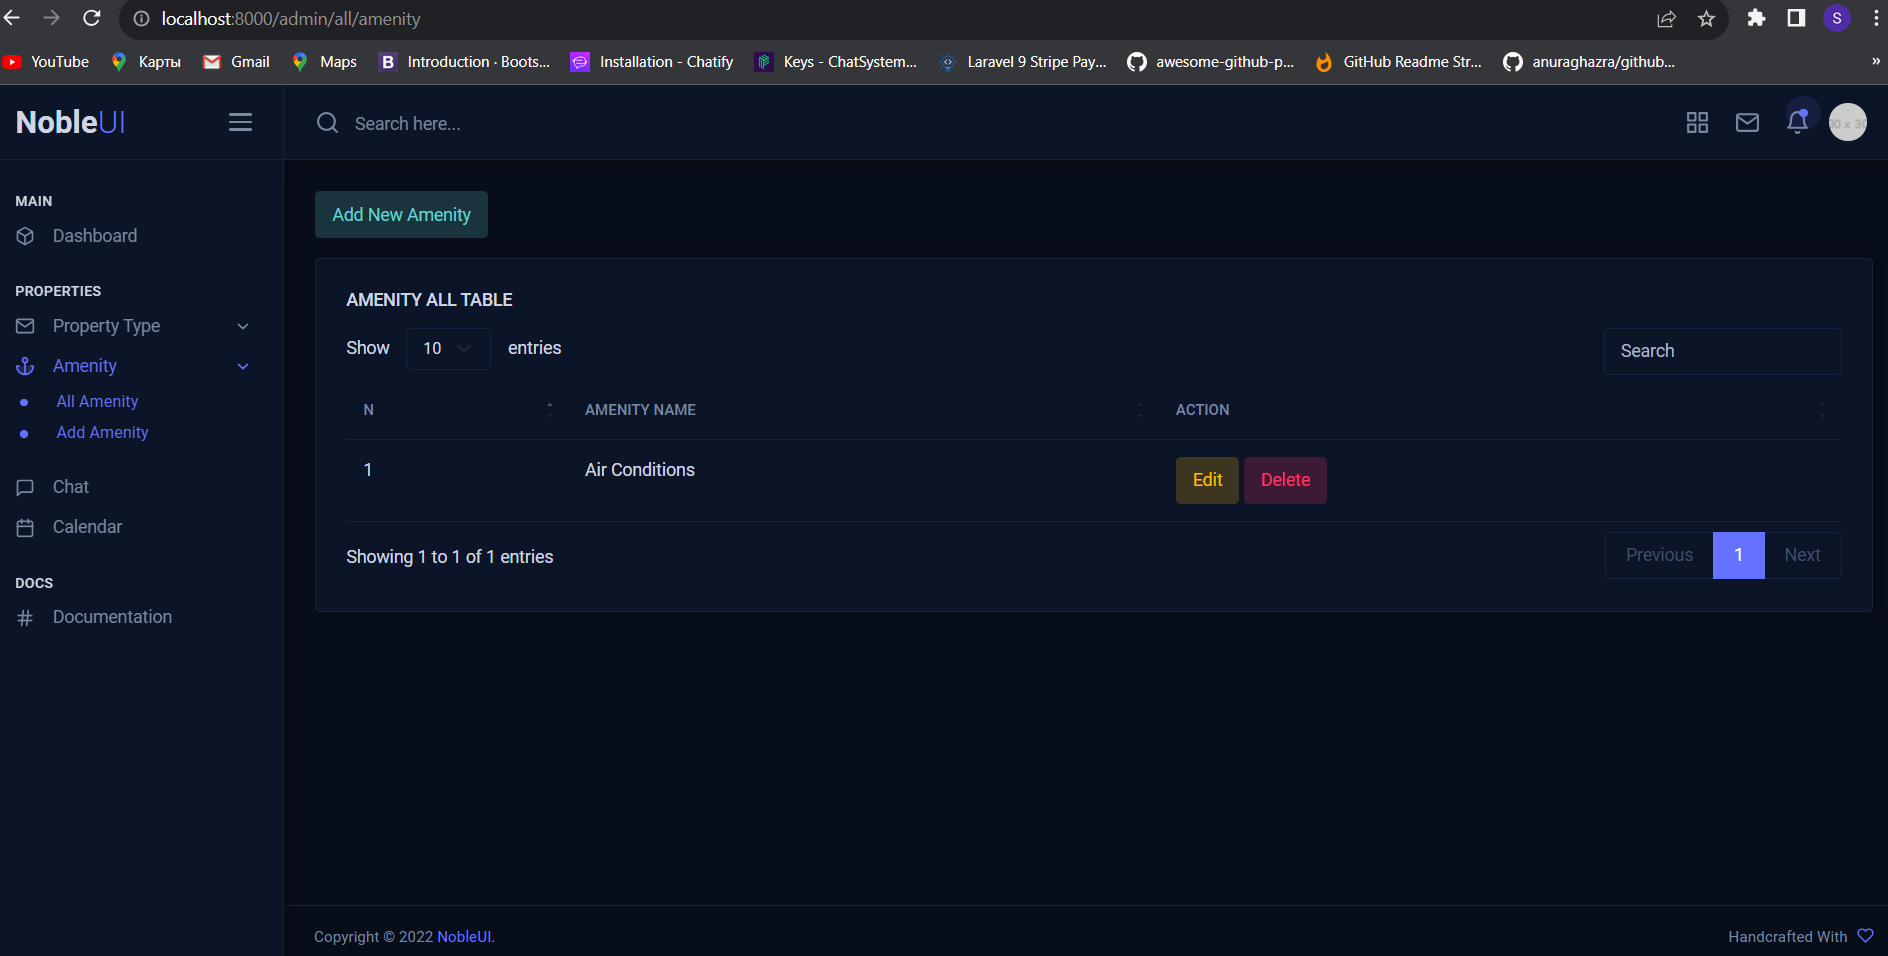 localhost:8000/admin/all/amenity
S
YouTube Карты Gmail Maps Introduction · Boots... Installation - Chatify Keys - ChatSystem... Laravel 9 Stripe Pay... awesome-github-p... GitHub Readme Str... anuraghazra/github... »
NobleUI
Search here...
MAIN
Dashboard
PROPERTIES
Property Type
Amenity
All Amenity
Add Amenity
Chat
Calendar
DOCS
Documentation
Add New Amenity
AMENITY ALL TABLE
Show 10 entries
Search
N AMENITY NAME ACTION
1 Air Conditions Edit Delete
Showing 1 to 1 of 1 entries
Previous 1 Next
Copyright © 2022 NobleUI.
Handcrafted With